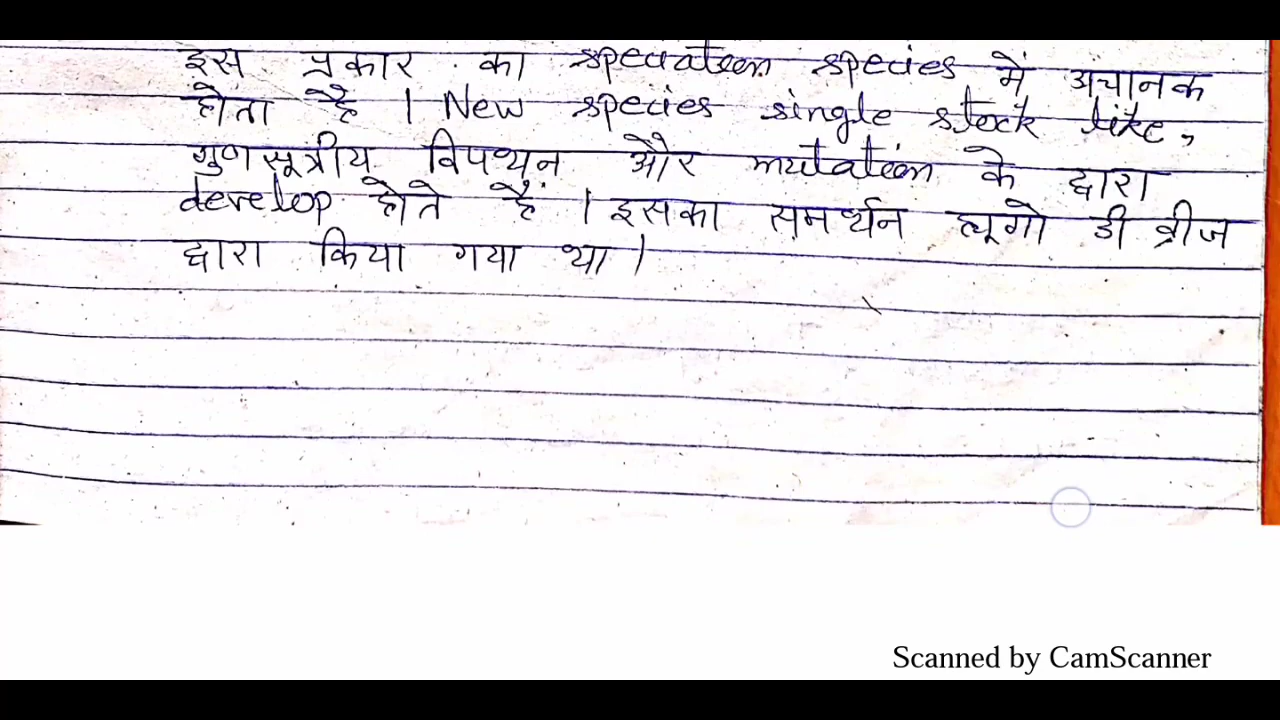 इस प्रकार का speciation species में अचानक
होता है | New species single stock like,
गुणसूत्रीय विपथन और mutation के द्वारा
develop होते हैं | इसका समर्थन ह्यूगो डी व्रीज
द्वारा किया गया था |
Scanned by CamScanner